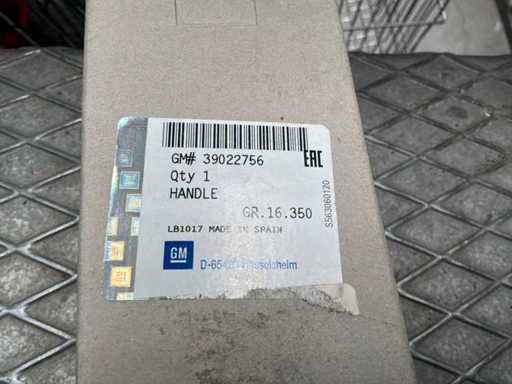 GM# 39022756
EAC
Qty 1
HANDLE
GR.16.350
LB1017 MADE IN SPAIN
GM
S563060120